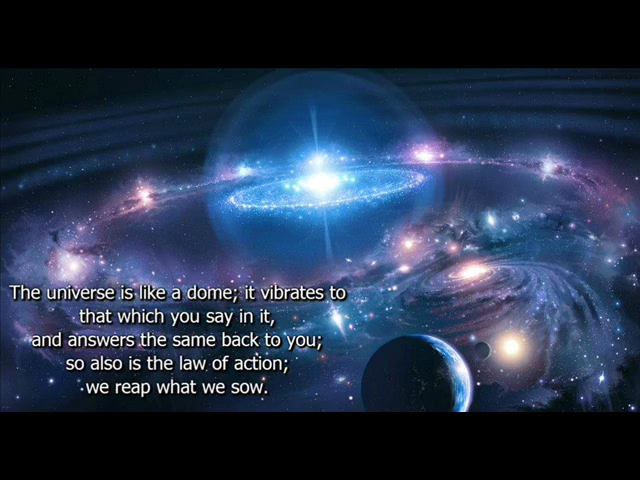 The universe is like a dome; it vibrates to
that which you say in it,
and answers the same back to you;
so also is the law of action;
we reap what we sow.